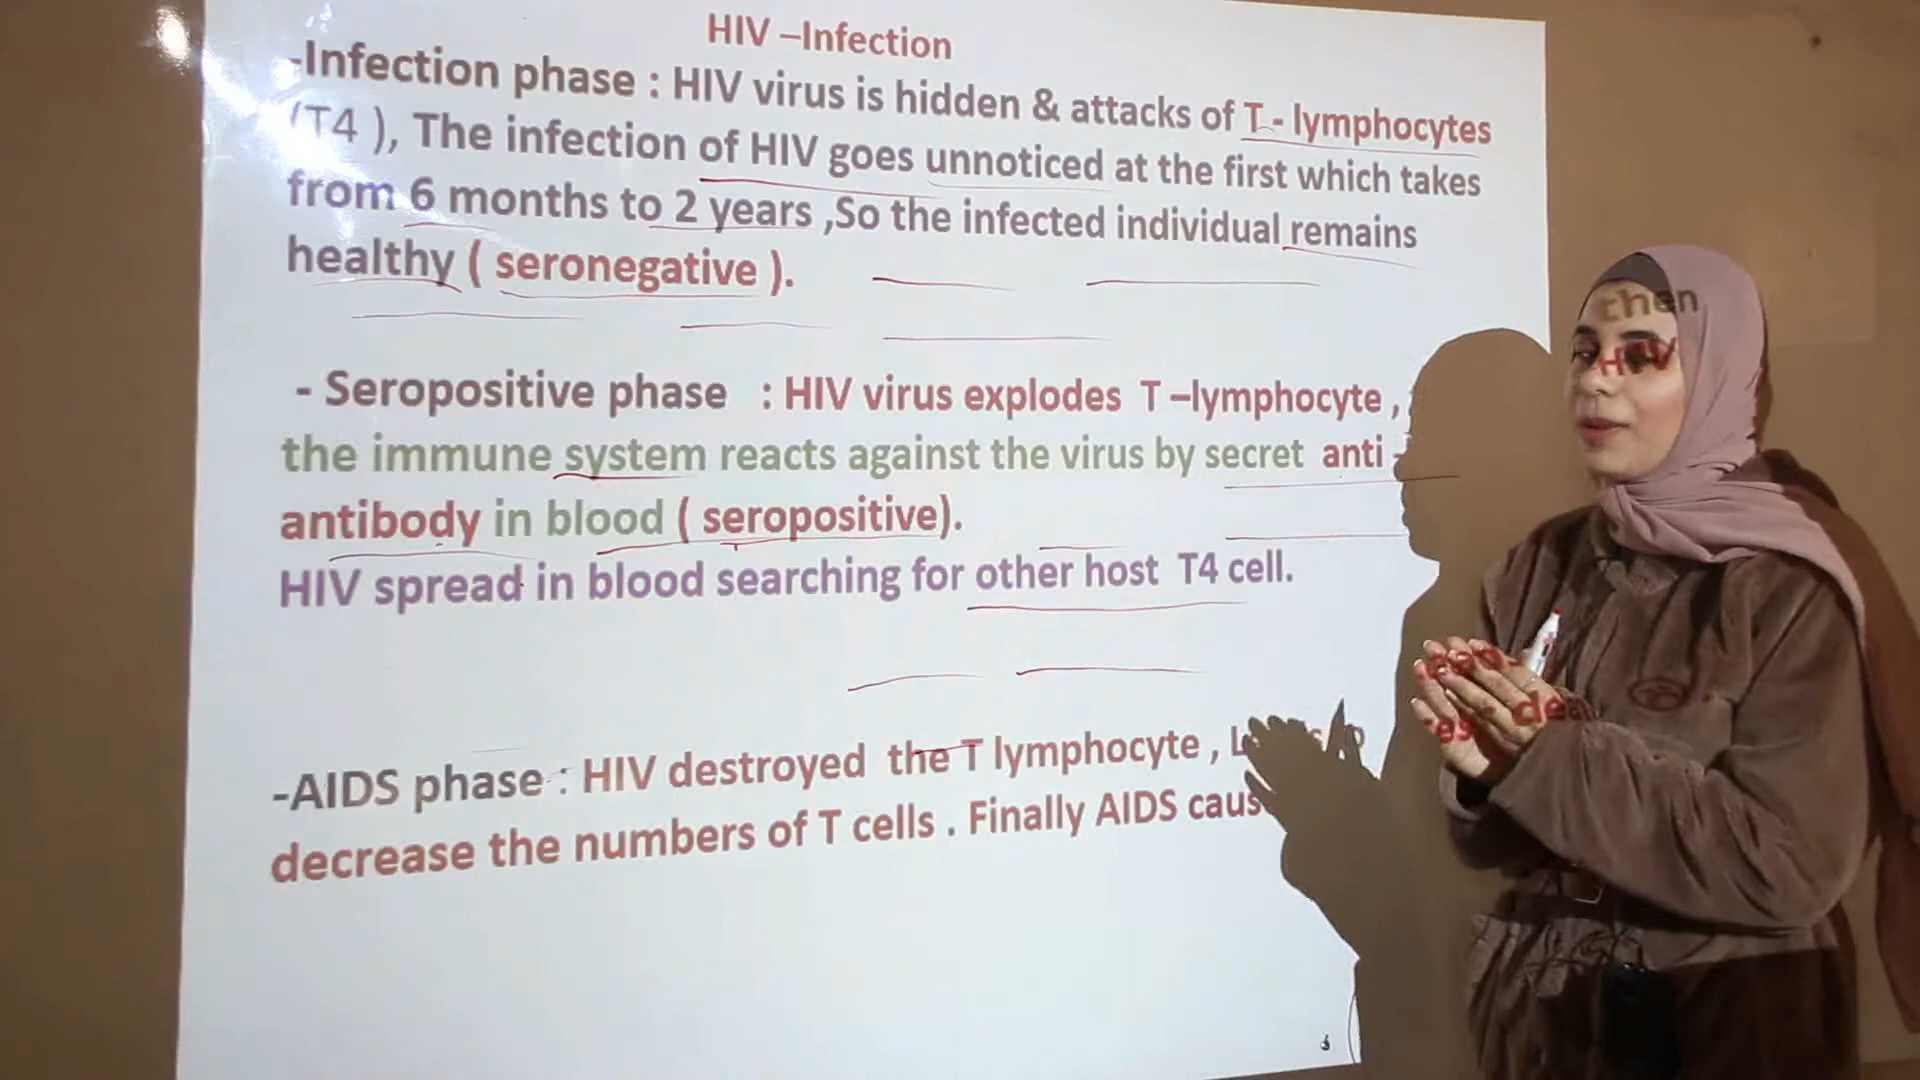 HIV –Infection
-Infection phase : HIV virus is hidden & attacks of T - lymphocytes
(T4 ), The infection of HIV goes unnoticed at the first which takes
from 6 months to 2 years ,So the infected individual remains
healthy ( seronegative ).
- Seropositive phase : HIV virus explodes T –lymphocyte , then
the immune system reacts against the virus by secret anti - HIV
antibody in blood ( seropositive).
HIV spread in blood searching for other host T4 cell.
-AIDS phase : HIV destroyed the T lymphocyte ,
decrease the numbers of T cells . Finally AIDS